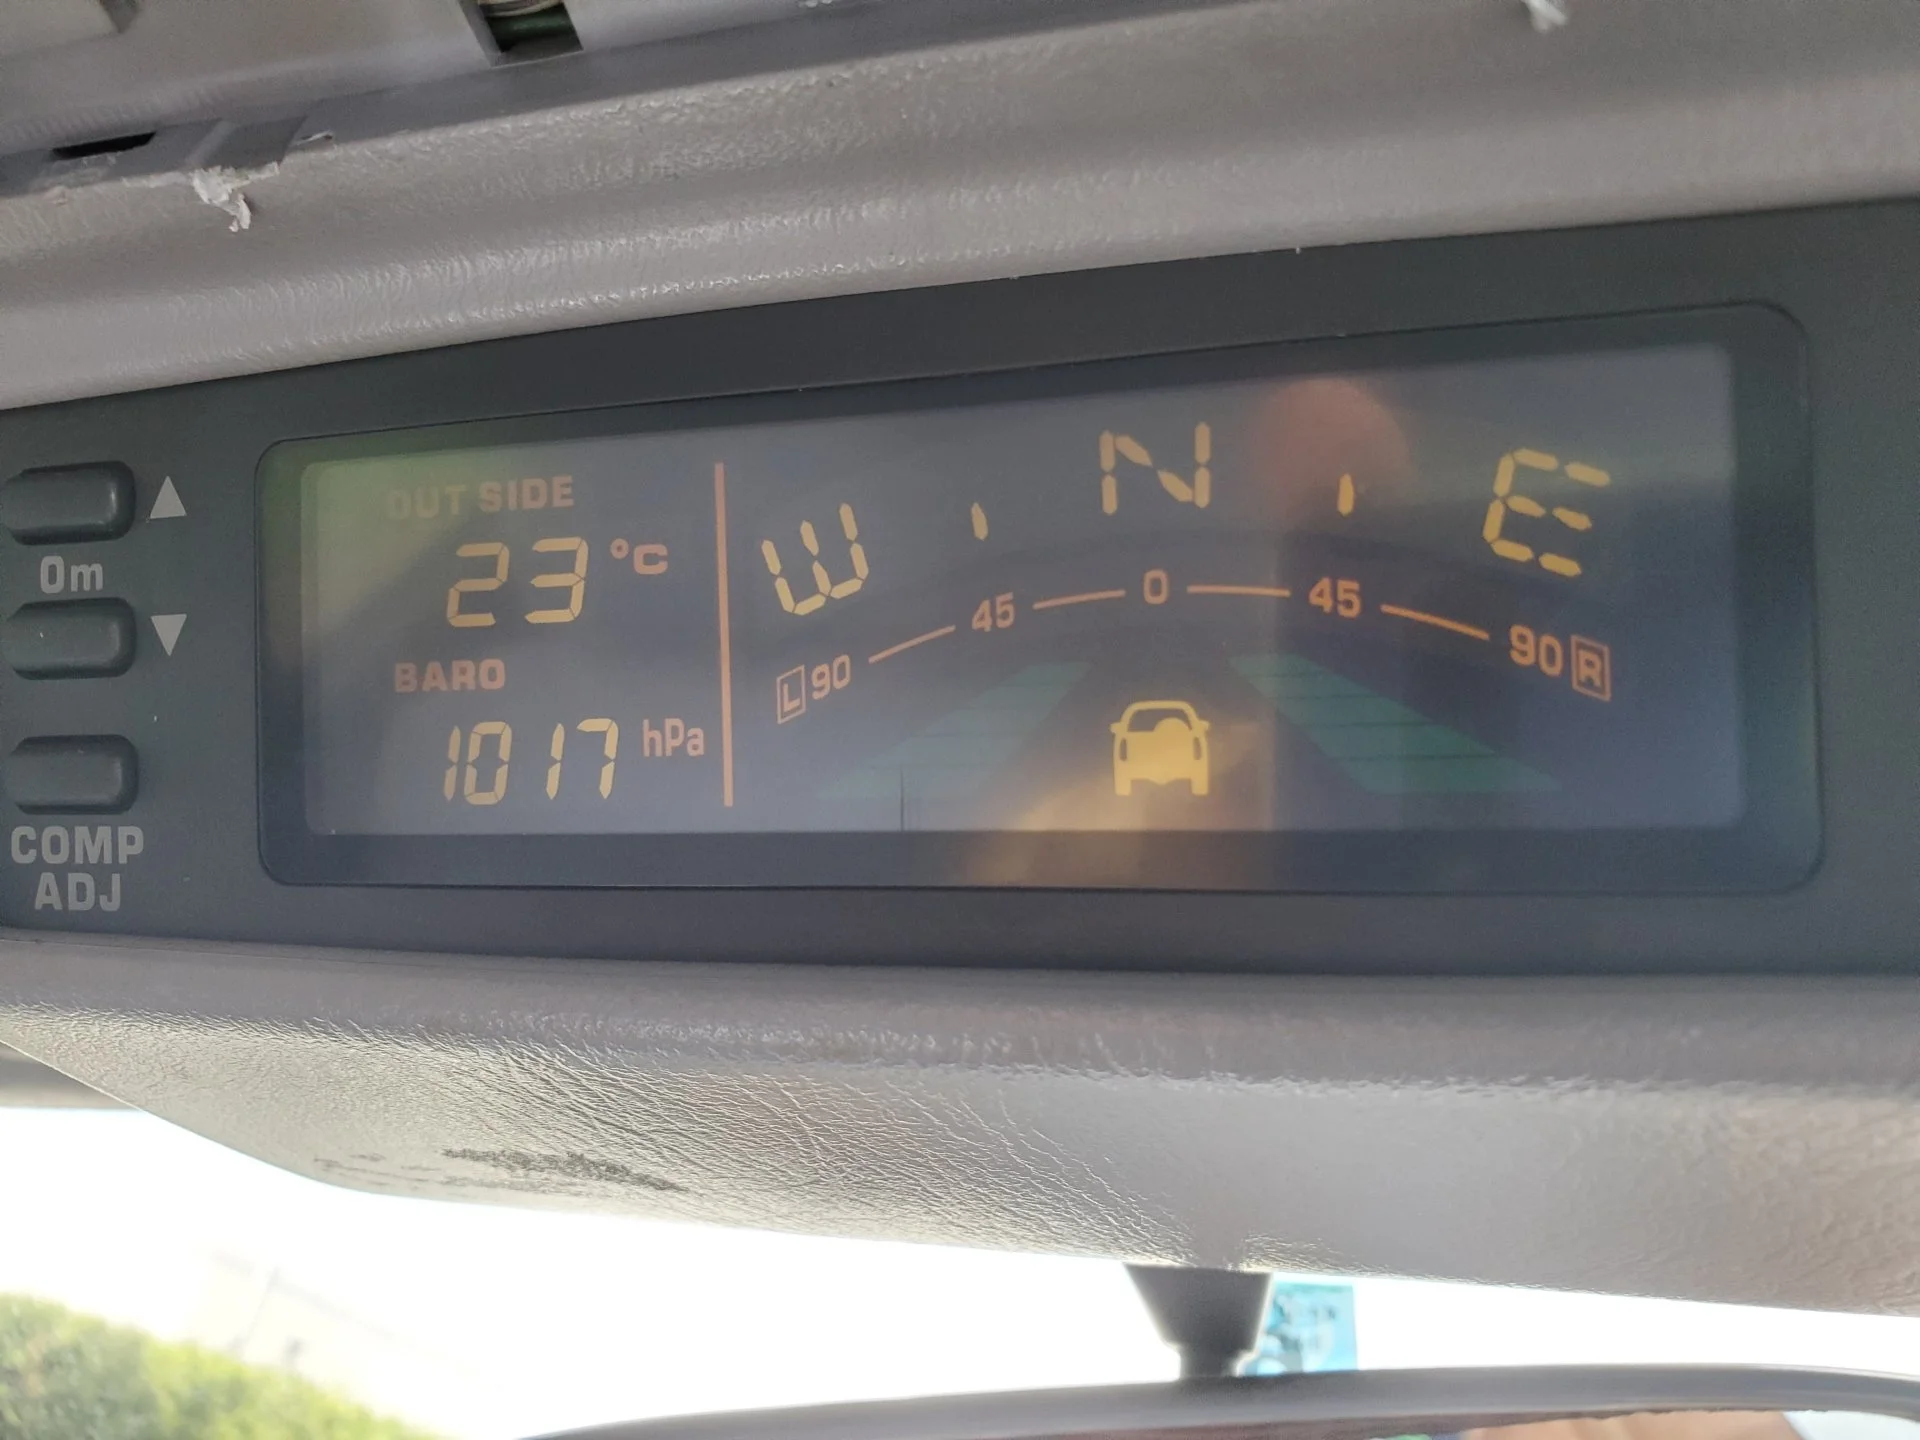 ▲
0m
▼
COMP
ADJ
OUT SIDE
23 °C
BARO
1017 hPa
W N E
L 90 45 0 45 90 R